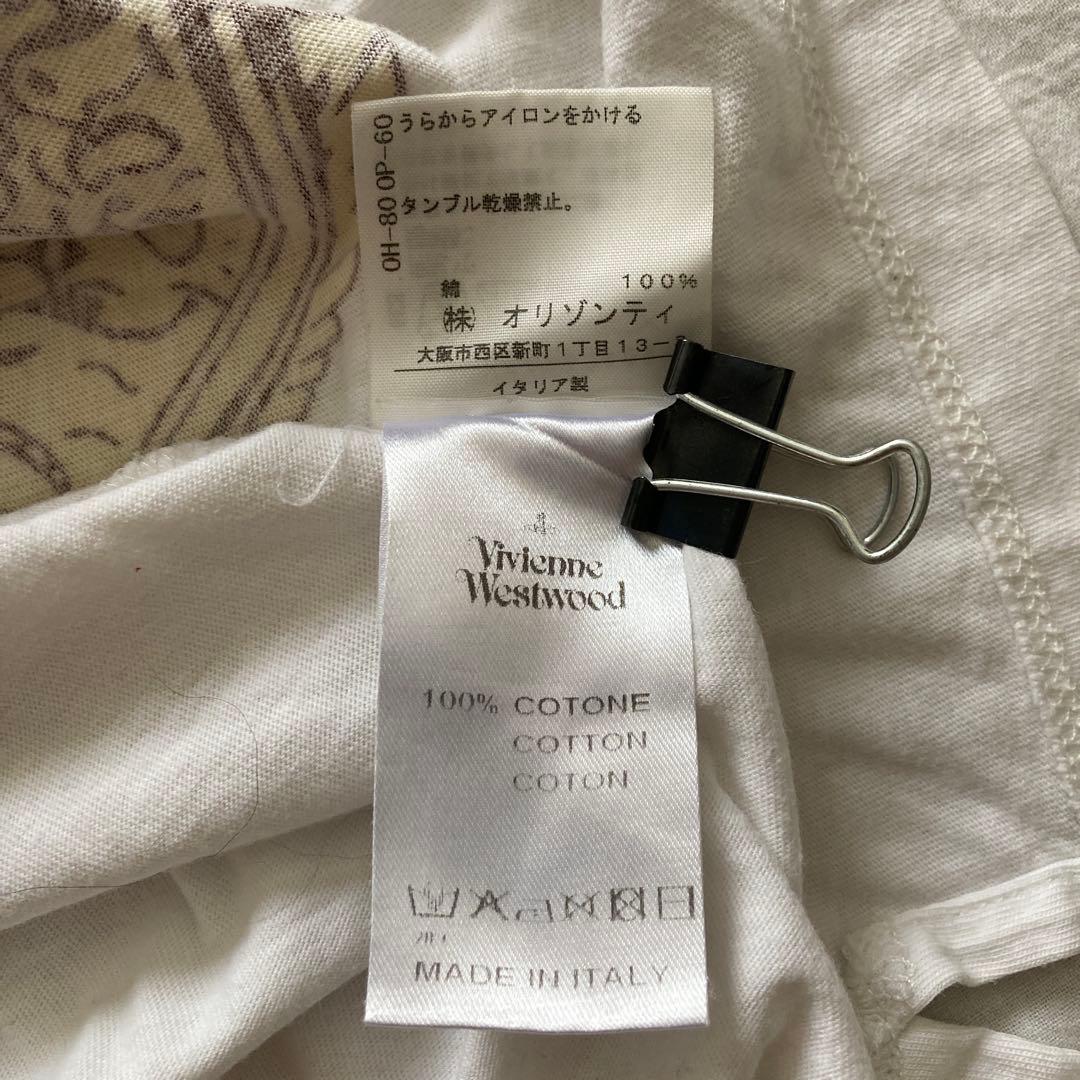 うらからアイロンをかける
タンブル乾燥禁止。
OH-80 OP-60
綿 100%
(株) オリゾンティ
大阪市西区新町1丁目13-
イタリア製
Vivienne
Westwood
100% COTONE
COTTON
COTON
MADE IN ITALY